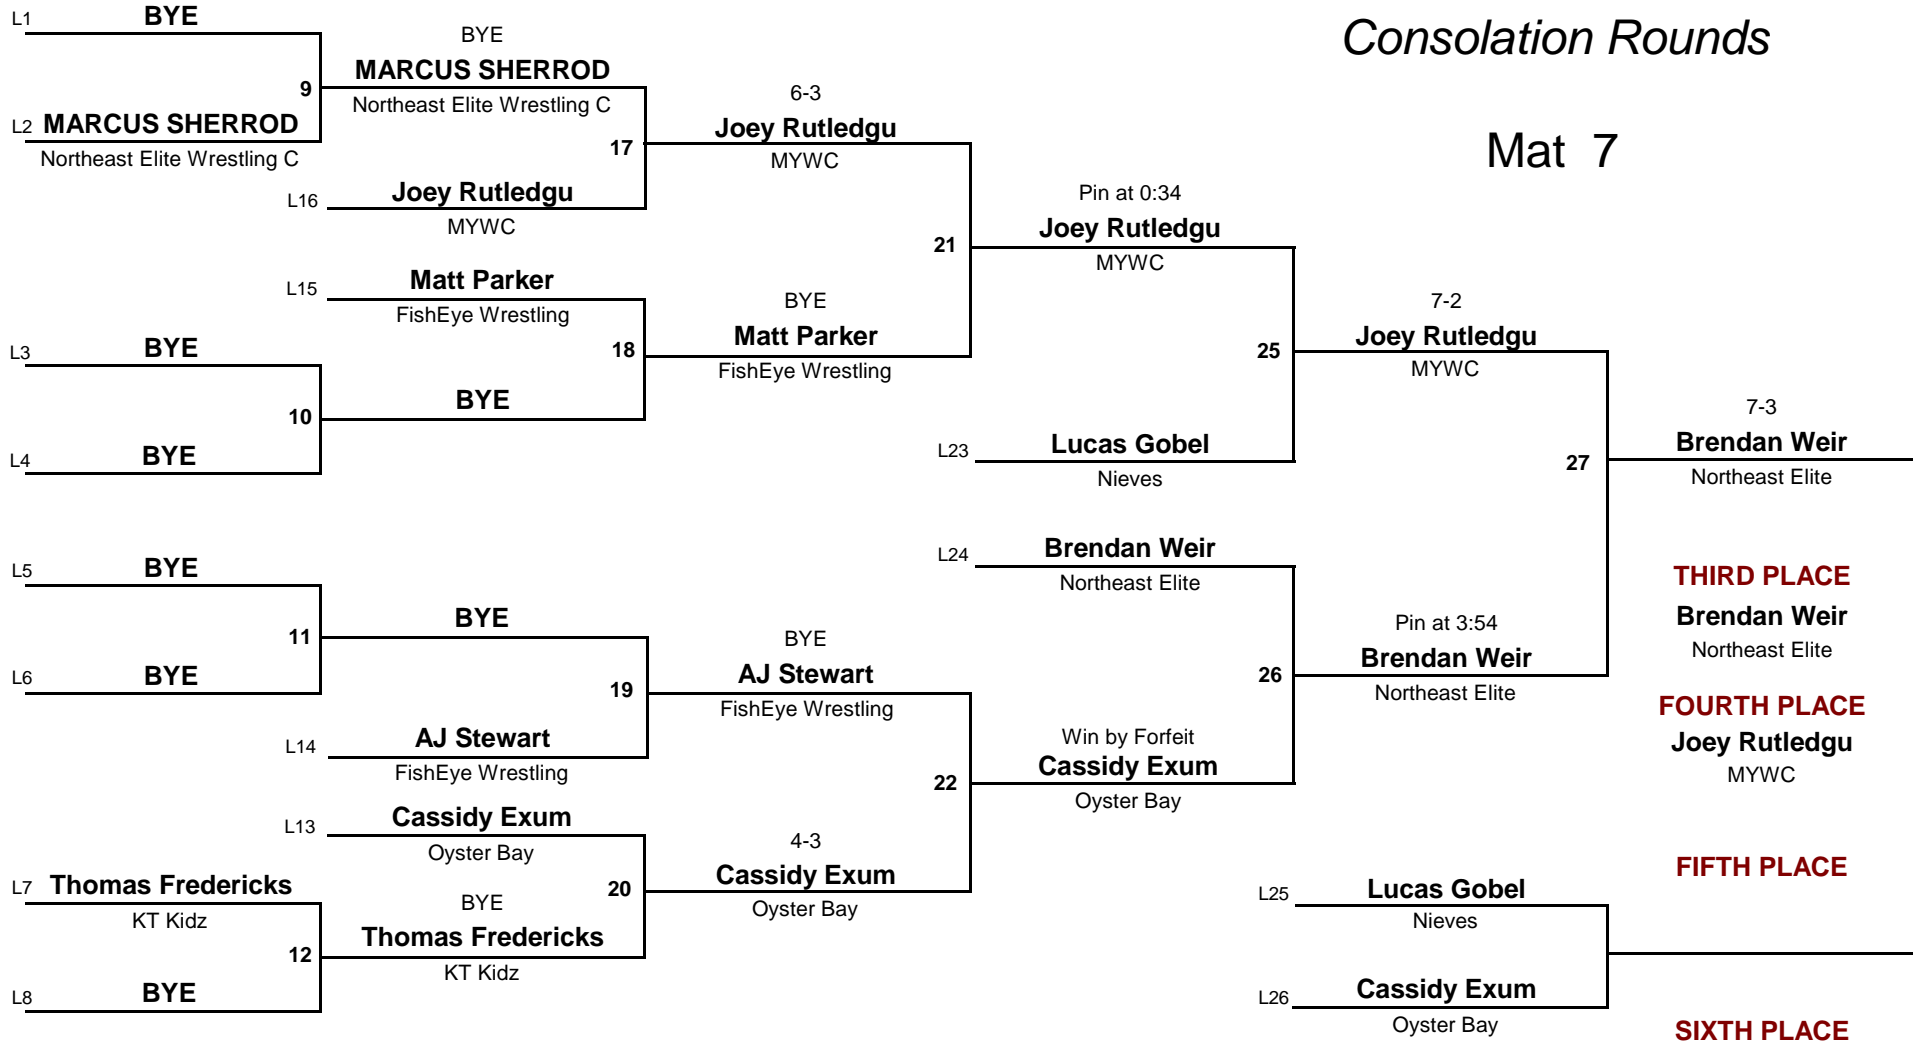 Consolation Rounds
Mat 7
L1 BYE
9
L2 MARCUS SHERROD
Northeast Elite Wrestling C
BYE
MARCUS SHERROD
Northeast Elite Wrestling C
17
L16 Joey Rutledgu
MYWC
6-3
Joey Rutledgu
MYWC
L15 Matt Parker
FishEye Wrestling
18
L3 BYE
10
L4 BYE
BYE
BYE
Matt Parker
FishEye Wrestling
21
Pin at 0:34
Joey Rutledgu
MYWC
25
L23 Lucas Gobel
Nieves
7-2
Joey Rutledgu
MYWC
27
7-3
Brendan Weir
Northeast Elite
L5 BYE
11
L6 BYE
BYE
19
L14 AJ Stewart
FishEye Wrestling
BYE
AJ Stewart
FishEye Wrestling
22
L13 Cassidy Exum
Oyster Bay
20
L7 Thomas Fredericks
KT Kidz
12
L8 BYE
BYE
Thomas Fredericks
KT Kidz
4-3
Cassidy Exum
Oyster Bay
L24 Brendan Weir
Northeast Elite
26
Win by Forfeit
Cassidy Exum
Oyster Bay
Pin at 3:54
Brendan Weir
Northeast Elite
THIRD PLACE
Brendan Weir
Northeast Elite
FOURTH PLACE
Joey Rutledgu
MYWC
FIFTH PLACE
L25 Lucas Gobel
Nieves
L26 Cassidy Exum
Oyster Bay
SIXTH PLACE